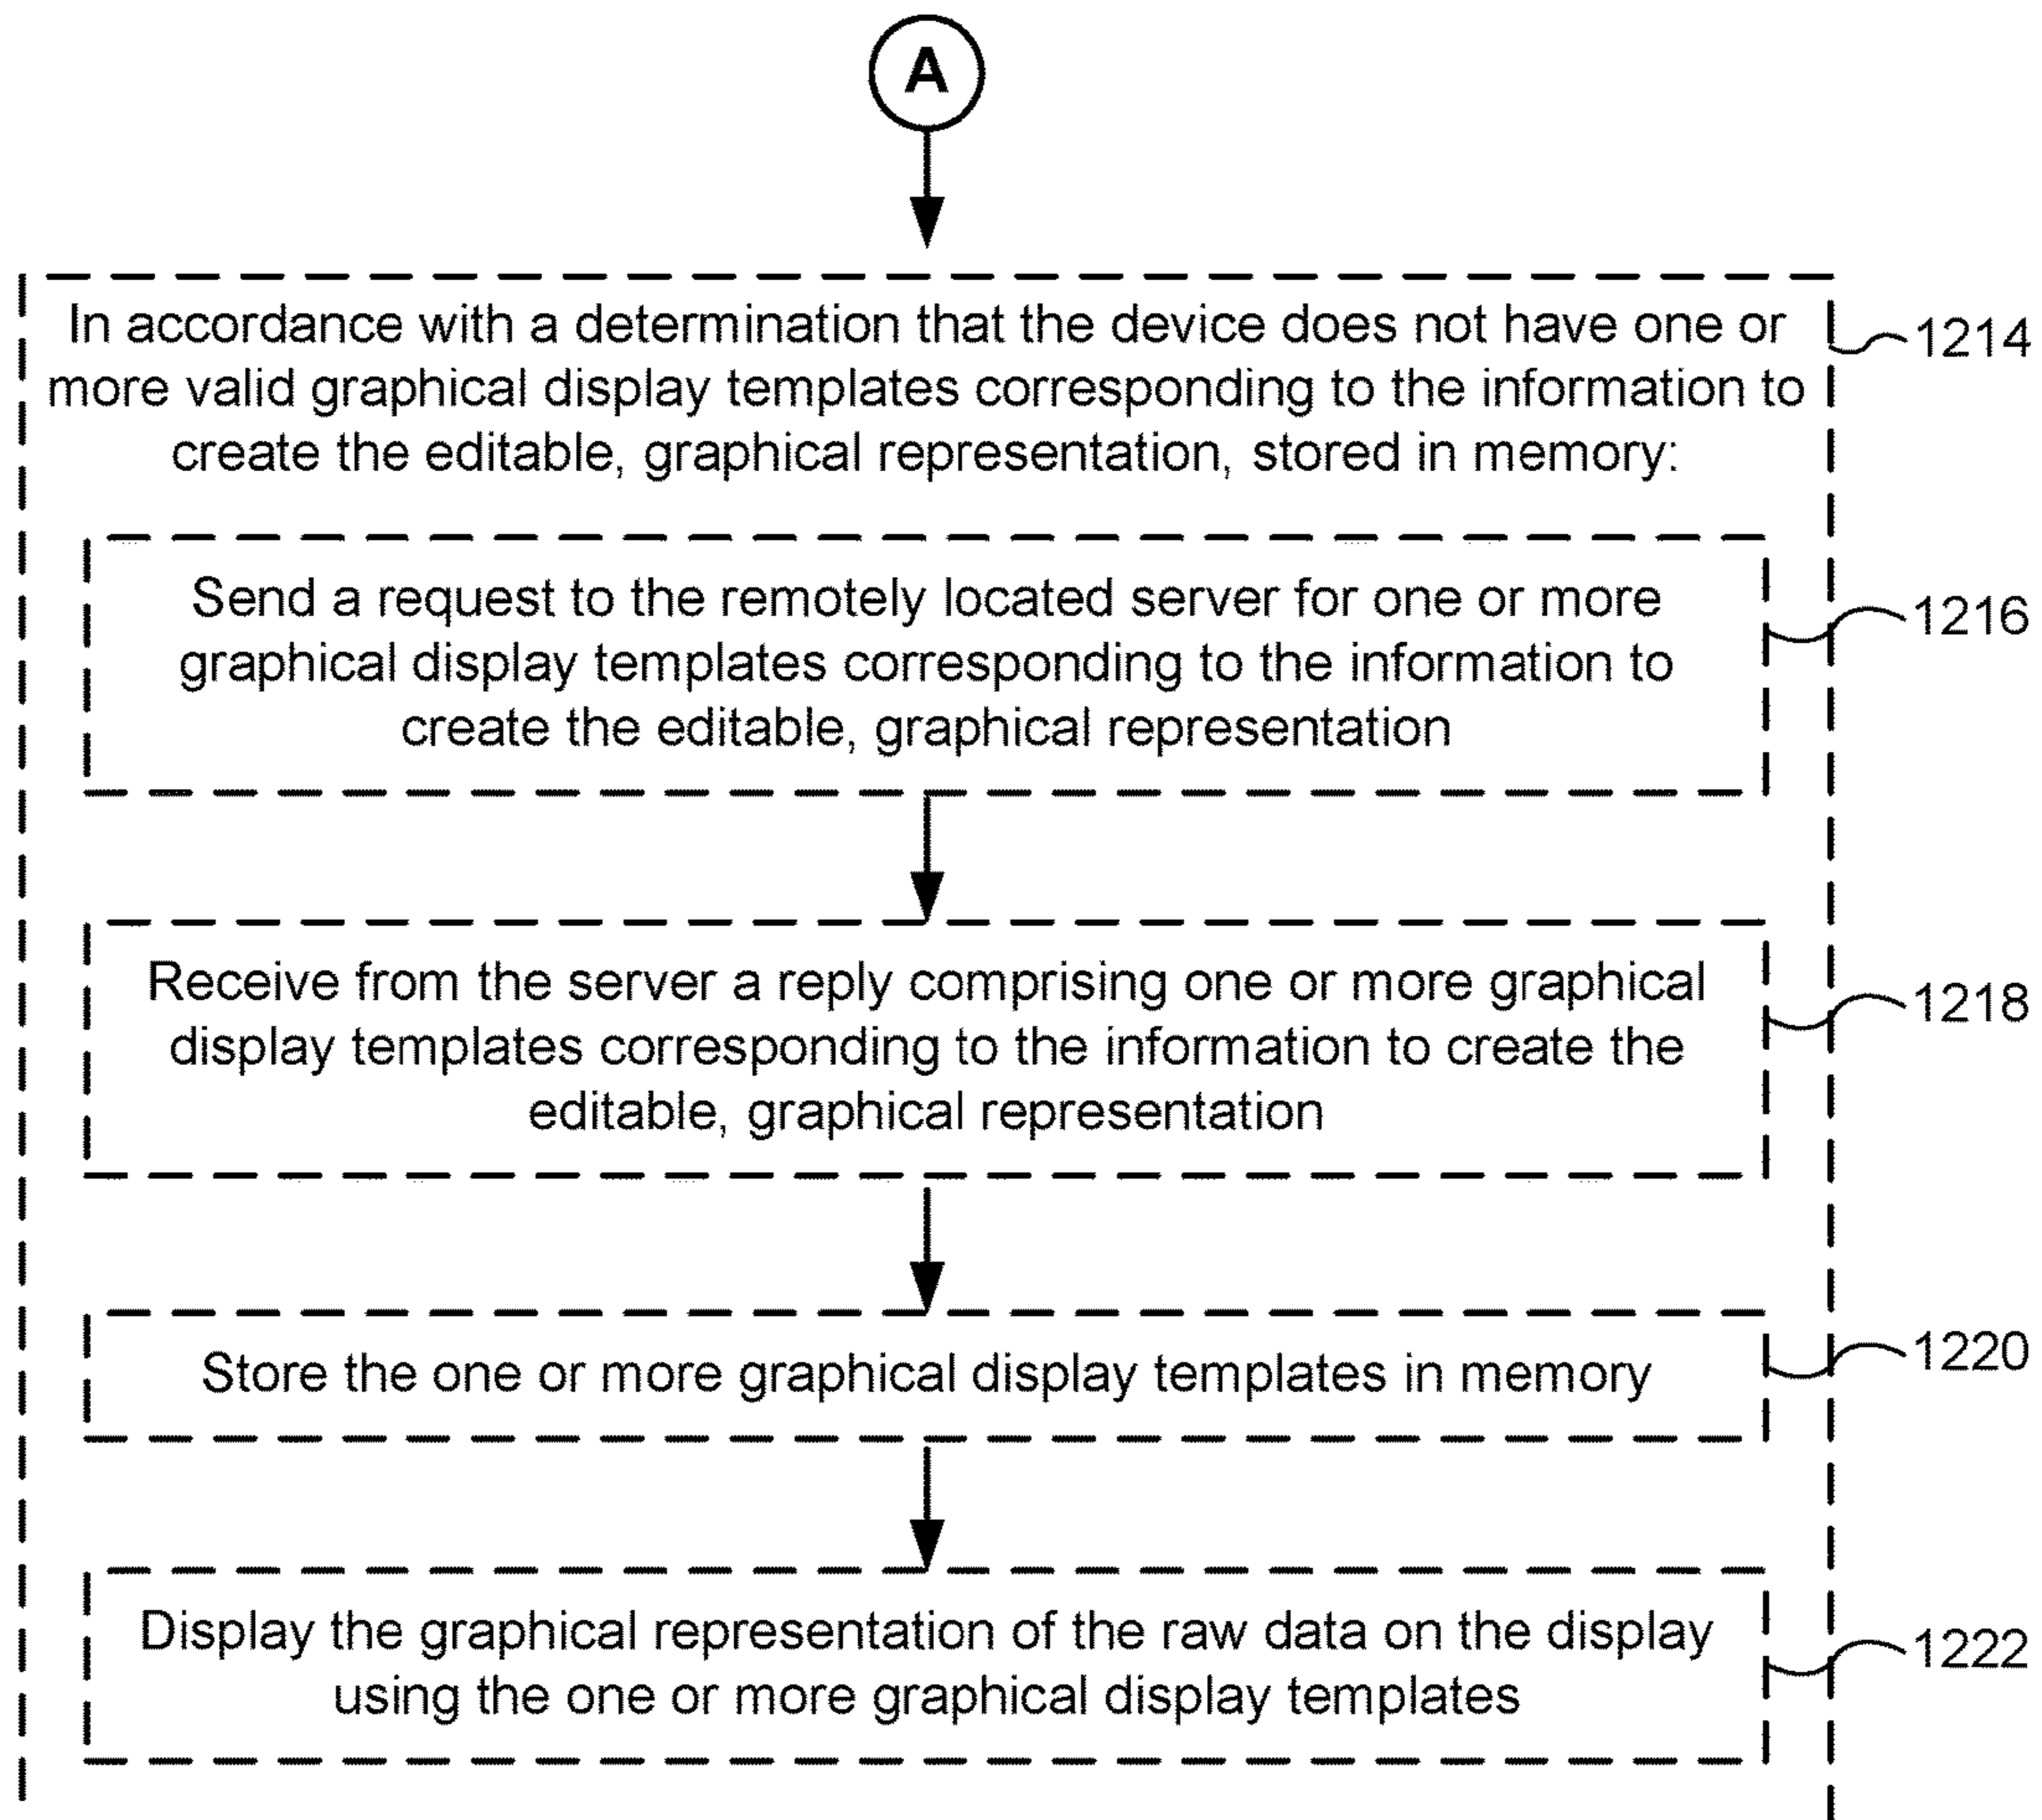 A
In accordance with a determination that the device does not have one or
more valid graphical display templates corresponding to the information to
create the editable, graphical representation, stored in memory:
1214
Send a request to the remotely located server for one or more
graphical display templates corresponding to the information to
create the editable, graphical representation
1216
Receive from the server a reply comprising one or more graphical
display templates corresponding to the information to create the
editable, graphical representation
1218
Store the one or more graphical display templates in memory
1220
Display the graphical representation of the raw data on the display
using the one or more graphical display templates
1222